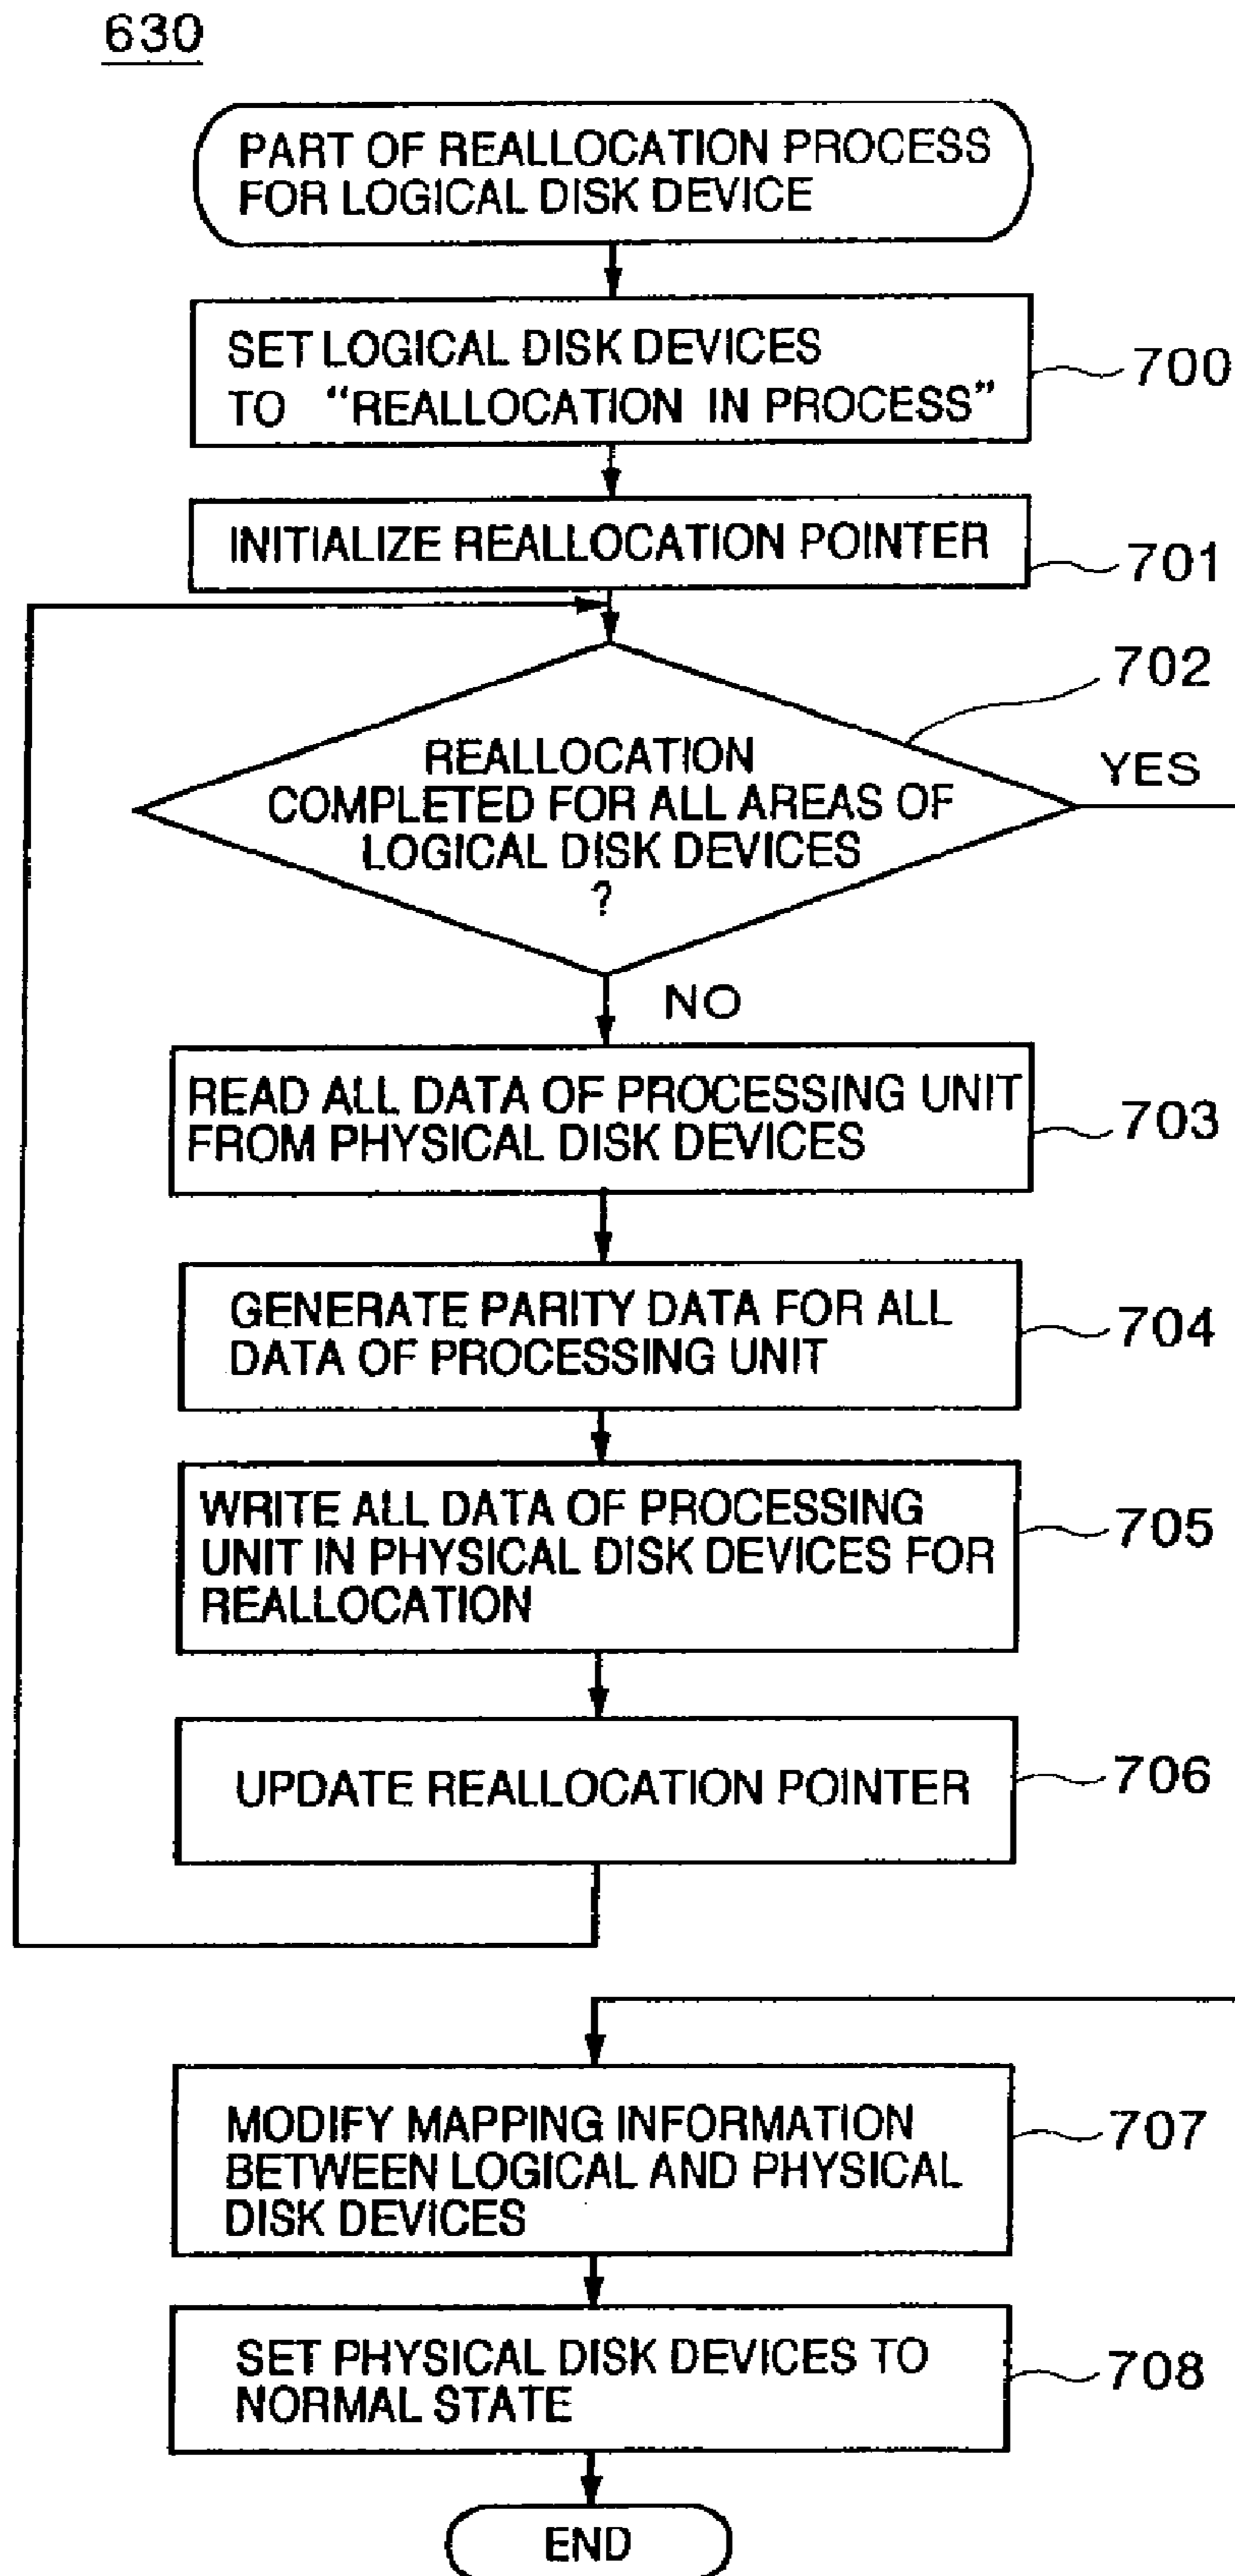 630
PART OF REALLOCATION PROCESS
FOR LOGICAL DISK DEVICE
SET LOGICAL DISK DEVICES
TO “REALLOCATION IN PROCESS”
700
INITIALIZE REALLOCATION POINTER
701
702
REALLOCATION
COMPLETED FOR ALL AREAS OF
LOGICAL DISK DEVICES
?
YES
NO
READ ALL DATA OF PROCESSING UNIT
FROM PHYSICAL DISK DEVICES
703
GENERATE PARITY DATA FOR ALL
DATA OF PROCESSING UNIT
704
WRITE ALL DATA OF PROCESSING
UNIT IN PHYSICAL DISK DEVICES FOR
REALLOCATION
705
UPDATE REALLOCATION POINTER
706
MODIFY MAPPING INFORMATION
BETWEEN LOGICAL AND PHYSICAL
DISK DEVICES
707
SET PHYSICAL DISK DEVICES TO
NORMAL STATE
708
END